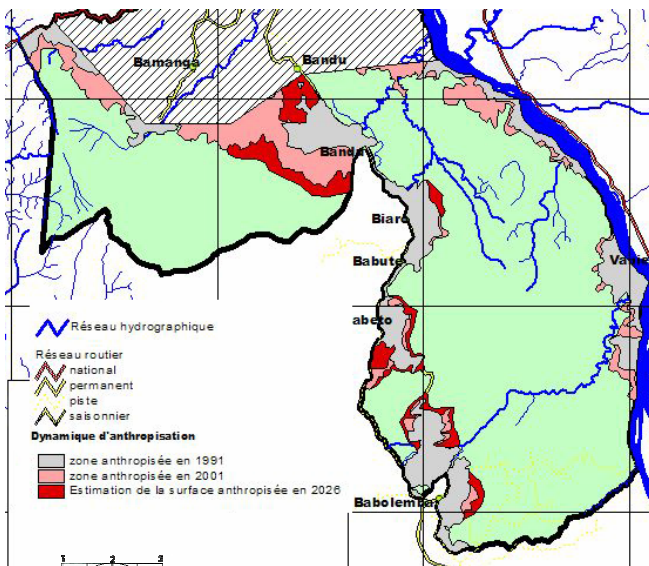 Bamanga
Bandu
Bandu
Biaro
Babute
Vanie
abeto
Réseau hydrographique
Réseau routier
national
permanent
piste
saisonnier
Dynamique d'anthropisation
zone anthropisée en 1991
zone anthropisée en 2001
Estimation de la surface anthropisée en 2026
Babolemba
1 2 3